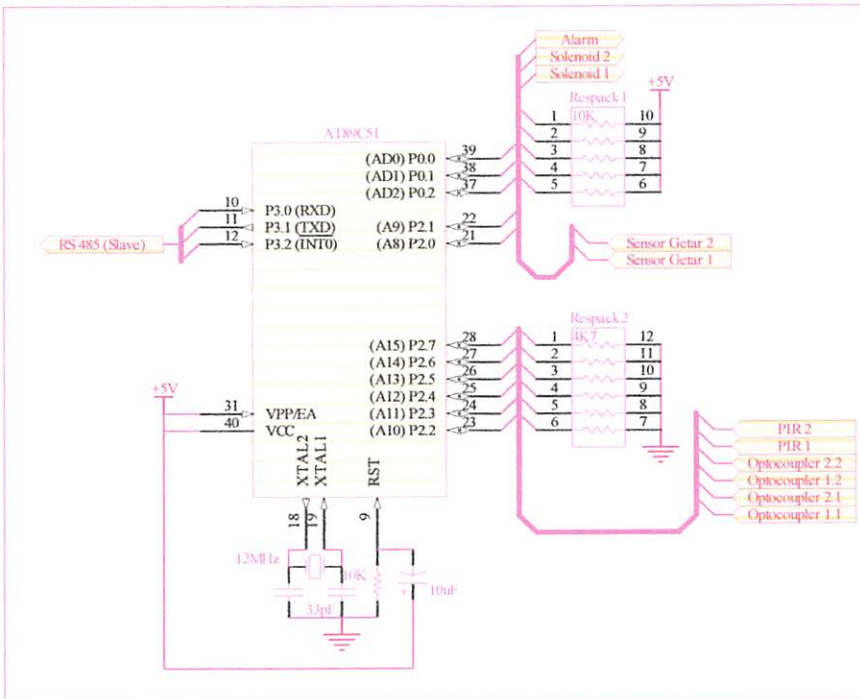 Alarm
Solenoid 2
Solenoid 1
+5V
Respack 1
10K
1 10
2 9
3 8
4 7
5 6
AT89C51
(AD0) P0.0 39
(AD1) P0.1 38
(AD2) P0.2 37
10 P3.0 (RXD)
11 P3.1 (TXD)
12 P3.2 (INT0)
(A9) P2.1 22
(A8) P2.0 21
RS 485 (Slave)
Sensor Getar 2
Sensor Getar 1
Respack2
4K7
1 12
2 11
3 10
4 9
5 8
6 7
(A15) P2.7 28
(A14) P2.6 27
(A13) P2.5 26
(A12) P2.4 25
(A11) P2.3 24
(A10) P2.2 23
+5V
31 VPP/EA
40 VCC
XTAL2
XTAL1
RST
18
19
9
PIR 2
PIR 1
Optocoupler 2.2
Optocoupler 1.2
Optocoupler 2.1
Optocoupler 1.1
12MHz
10K
33pF
10uF